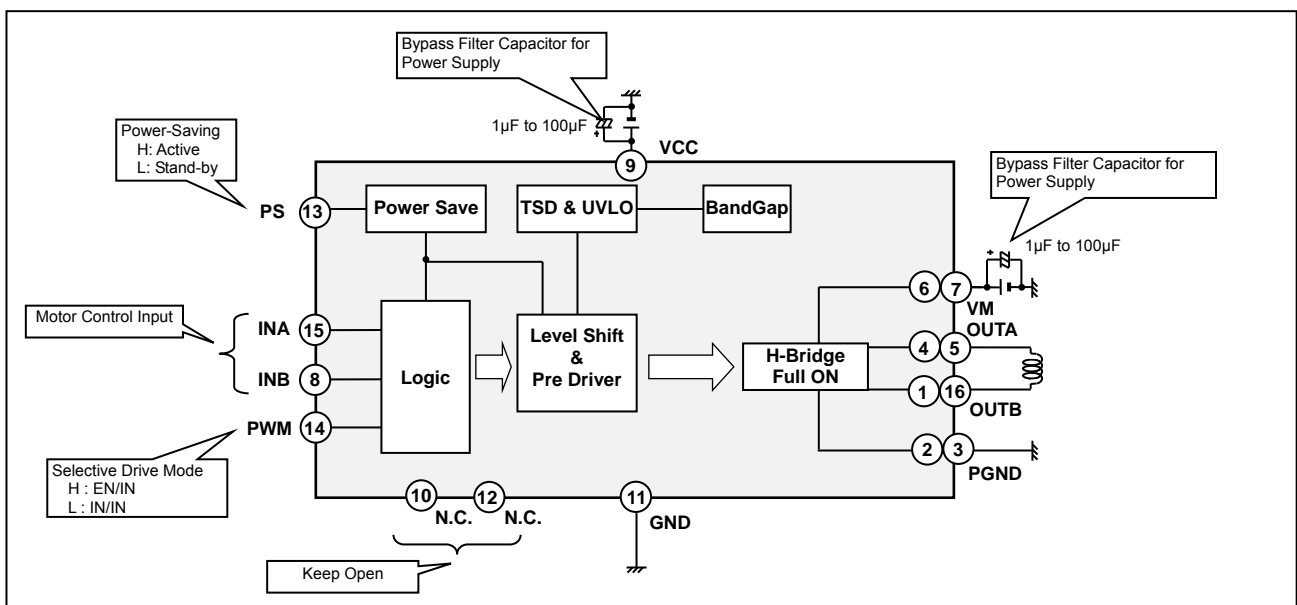 Bypass Filter Capacitor for
Power Supply
1µF to 100µF
+
VCC
9
Power-Saving
H: Active
L: Stand-by
PS
13
Power Save
TSD & UVLO
BandGap
Bypass Filter Capacitor for
Power Supply
1µF to 100µF
+
6
7
VM
Motor Control Input
INA
15
INB
8
PWM
14
Logic
Level Shift
&
Pre Driver
H-Bridge
Full ON
OUTA
4
5
1
16
OUTB
2
3
PGND
Selective Drive Mode
H : EN/IN
L : IN/IN
10
N.C.
12
N.C.
11
GND
Keep Open